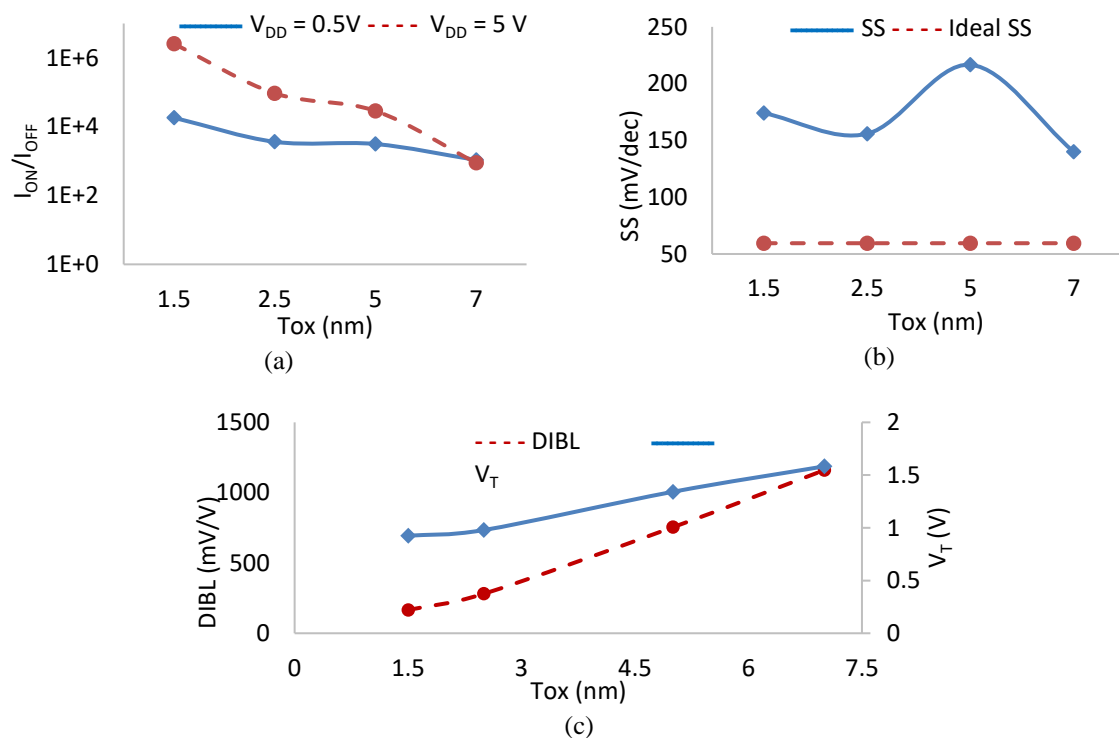 V_DD = 0.5V V_DD = 5 V
1E+6
1E+4
1E+2
1E+0
I_ON/I_OFF
1.5 2.5 5 7
Tox (nm)
(a)
SS Ideal SS
250
200
150
100
50
SS (mV/dec)
1.5 2.5 5 7
Tox (nm)
(b)
DIBL
V_T
1500
1000
500
0
DIBL (mV/V)
2
1.5
1
0.5
0
V_T (V)
0 1.5 3 4.5 6 7.5
Tox (nm)
(c)